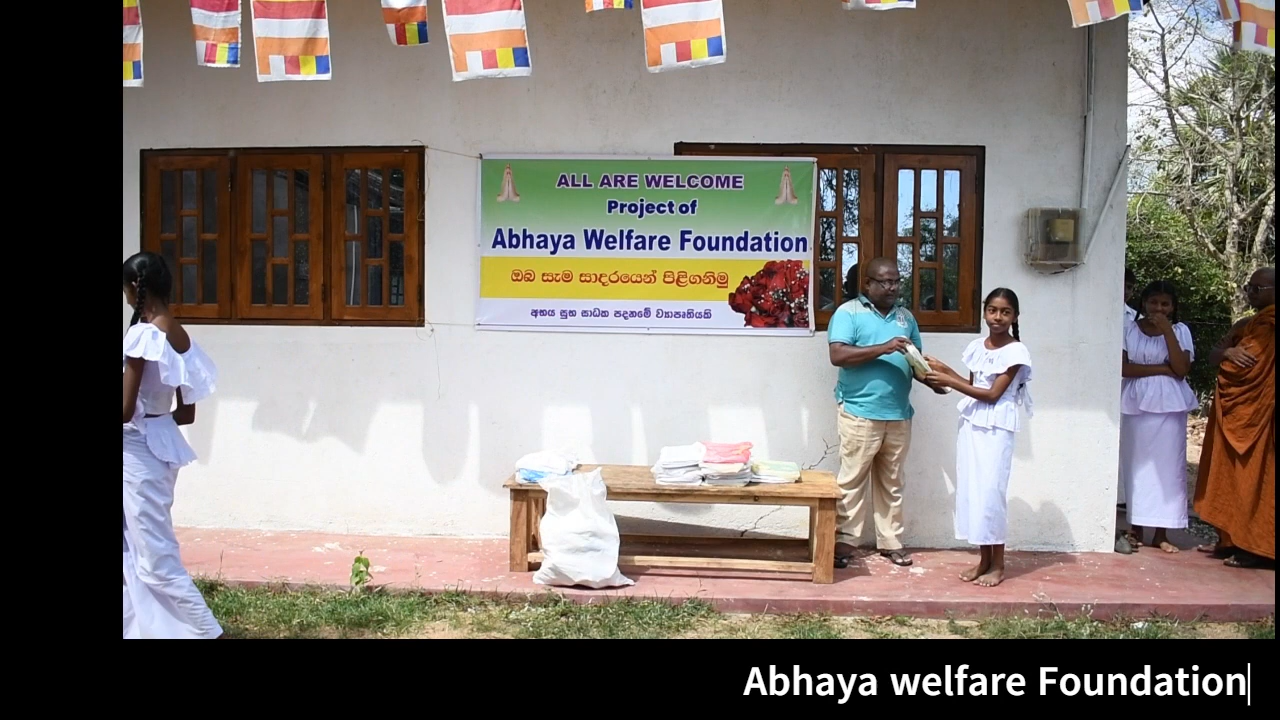 ALL ARE WELCOME
Project of
Abhaya Welfare Foundation
ඔබ සැම සාදරයෙන් පිළිගනිමු
අභය සුභ සාධක පදනමේ ව්‍යාපෘතියකි
Abhaya welfare Foundation